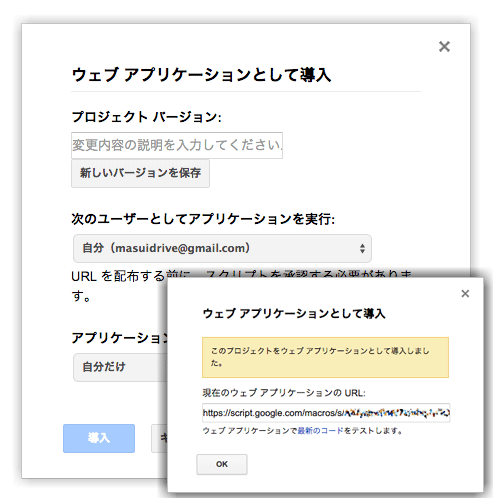 ウェブ アプリケーションとして導入
プロジェクト バージョン:
変更内容の説明を入力してください.
新しいバージョンを保存
次のユーザーとしてアプリケーションを実行:
自分（masuidrive@gmail.com）
URL を配布する前に、スクリプトを承認する必要がありま
す。
アプリケーション
自分だけ
導入
キ
ウェブ アプリケーションとして導入
このプロジェクトをウェブ アプリケーションとして導入しまし
た。
現在のウェブ アプリケーションの URL:
https://script.google.com/macros/s/
ウェブ アプリケーションで最新のコードをテストします。
OK